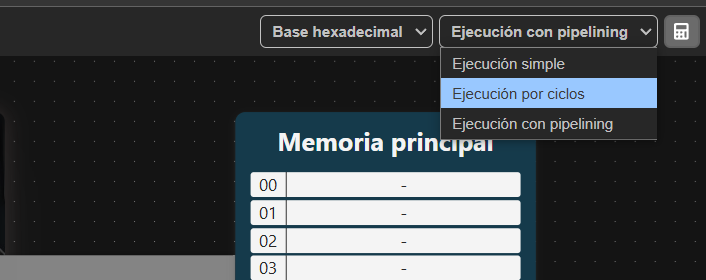 Base hexadecimal
Ejecución con pipelining
Ejecución simple
Ejecución por ciclos
Ejecución con pipelining
Memoria principal
00 -
01 -
02 -
03 -